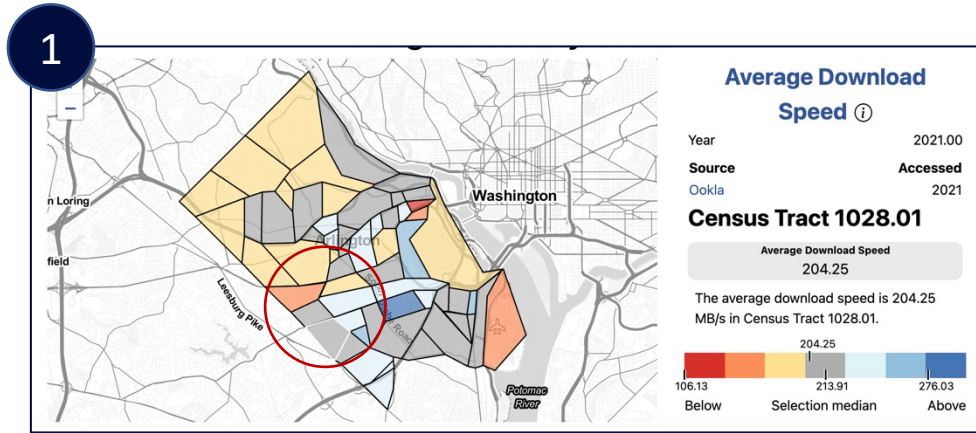 1
−
n Loring
field
Washington
Arlington
Leesburg Pike
Potomac
River
Average Download
Speed ⓘ
Year 2021.00
Source Accessed
Ookla 2021
Census Tract 1028.01
Average Download Speed
204.25
The average download speed is 204.25
MB/s in Census Tract 1028.01.
204.25
106.13 213.91 276.03
Below Selection median Above